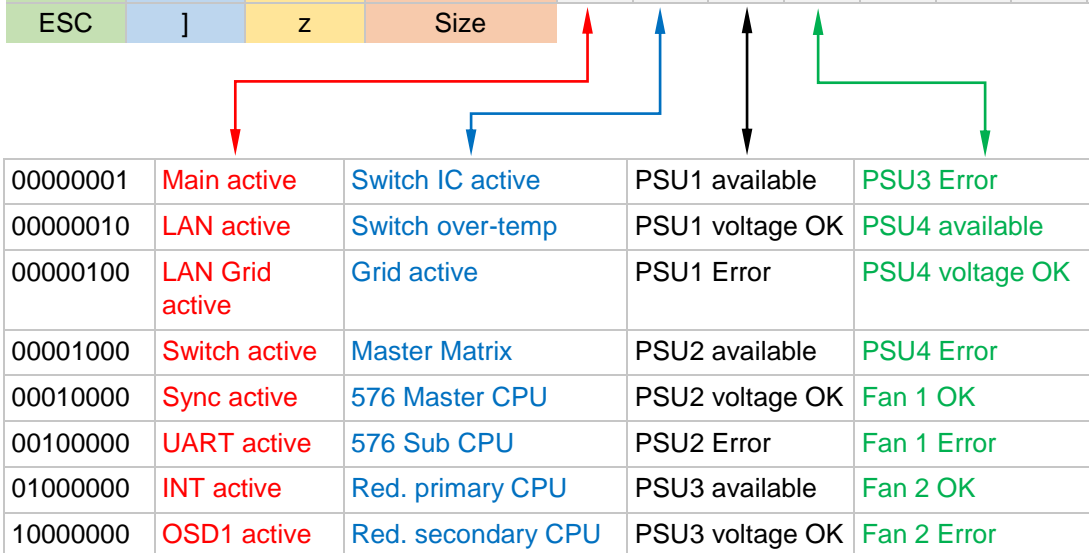 ESC ] z Size
00000001 Main active Switch IC active PSU1 available PSU3 Error
00000010 LAN active Switch over-temp PSU1 voltage OK PSU4 available
00000100 LAN Grid Grid active PSU1 Error PSU4 voltage OK
active
00001000 Switch active Master Matrix PSU2 available PSU4 Error
00010000 Sync active 576 Master CPU PSU2 voltage OK Fan 1 OK
00100000 UART active 576 Sub CPU PSU2 Error Fan 1 Error
01000000 INT active Red. primary CPU PSU3 available Fan 2 OK
10000000 OSD1 active Red. secondary CPU PSU3 voltage OK Fan 2 Error